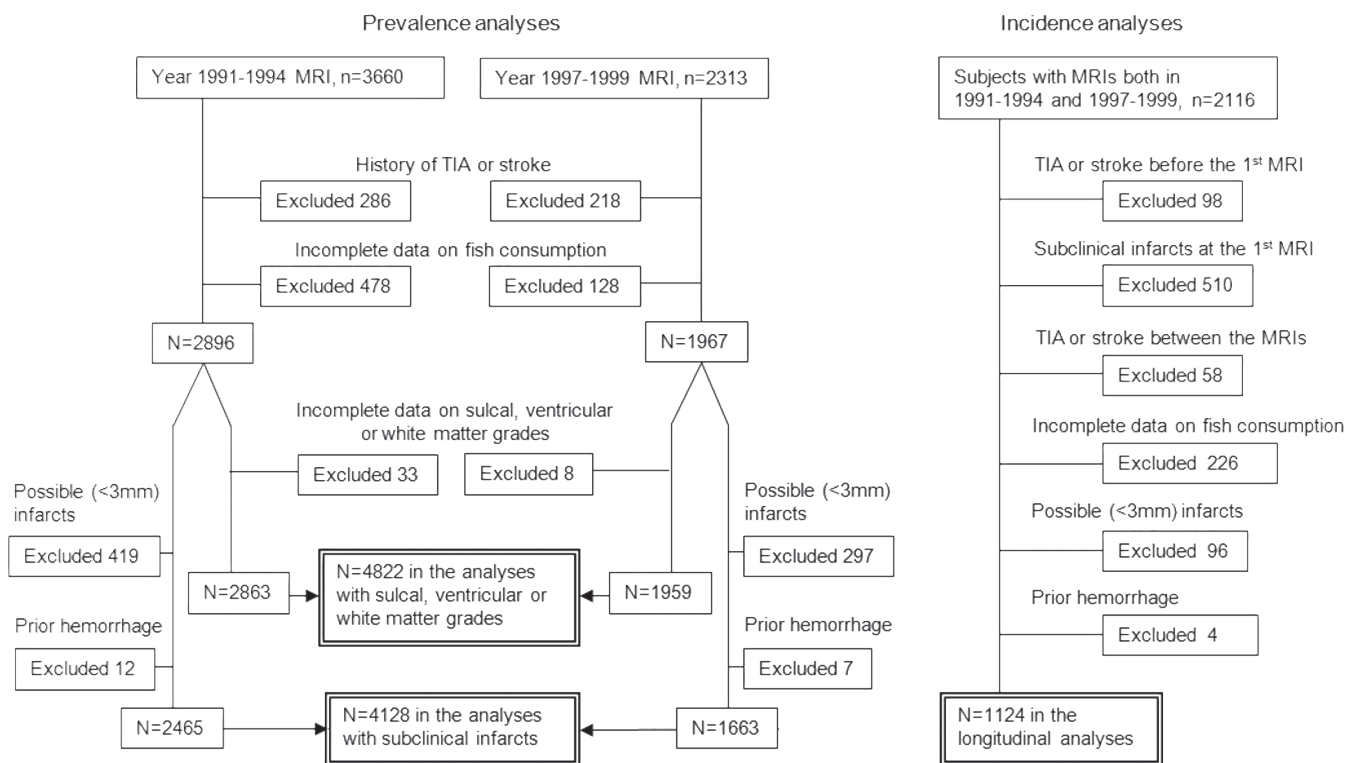 Prevalence analyses
Year 1991-1994 MRI, n=3660
Year 1997-1999 MRI, n=2313
History of TIA or stroke
Excluded 286
Excluded 218
Incomplete data on fish consumption
Excluded 478
Excluded 128
N=2896
N=1967
Incomplete data on sulcal, ventricular
or white matter grades
Excluded 33
Excluded 8
Possible (<3mm)
infarcts
Excluded 419
Possible (<3mm)
infarcts
Excluded 297
N=2863
N=4822 in the analyses
with sulcal, ventricular or
white matter grades
N=1959
Prior hemorrhage
Excluded 12
Prior hemorrhage
Excluded 7
N=2465
N=4128 in the analyses
with subclinical infarcts
N=1663
Incidence analyses
Subjects with MRIs both in
1991-1994 and 1997-1999, n=2116
TIA or stroke before the 1st MRI
Excluded 98
Subclinical infarcts at the 1st MRI
Excluded 510
TIA or stroke between the MRIs
Excluded 58
Incomplete data on fish consumption
Excluded 226
Possible (<3mm) infarcts
Excluded 96
Prior hemorrhage
Excluded 4
N=1124 in the
longitudinal analyses